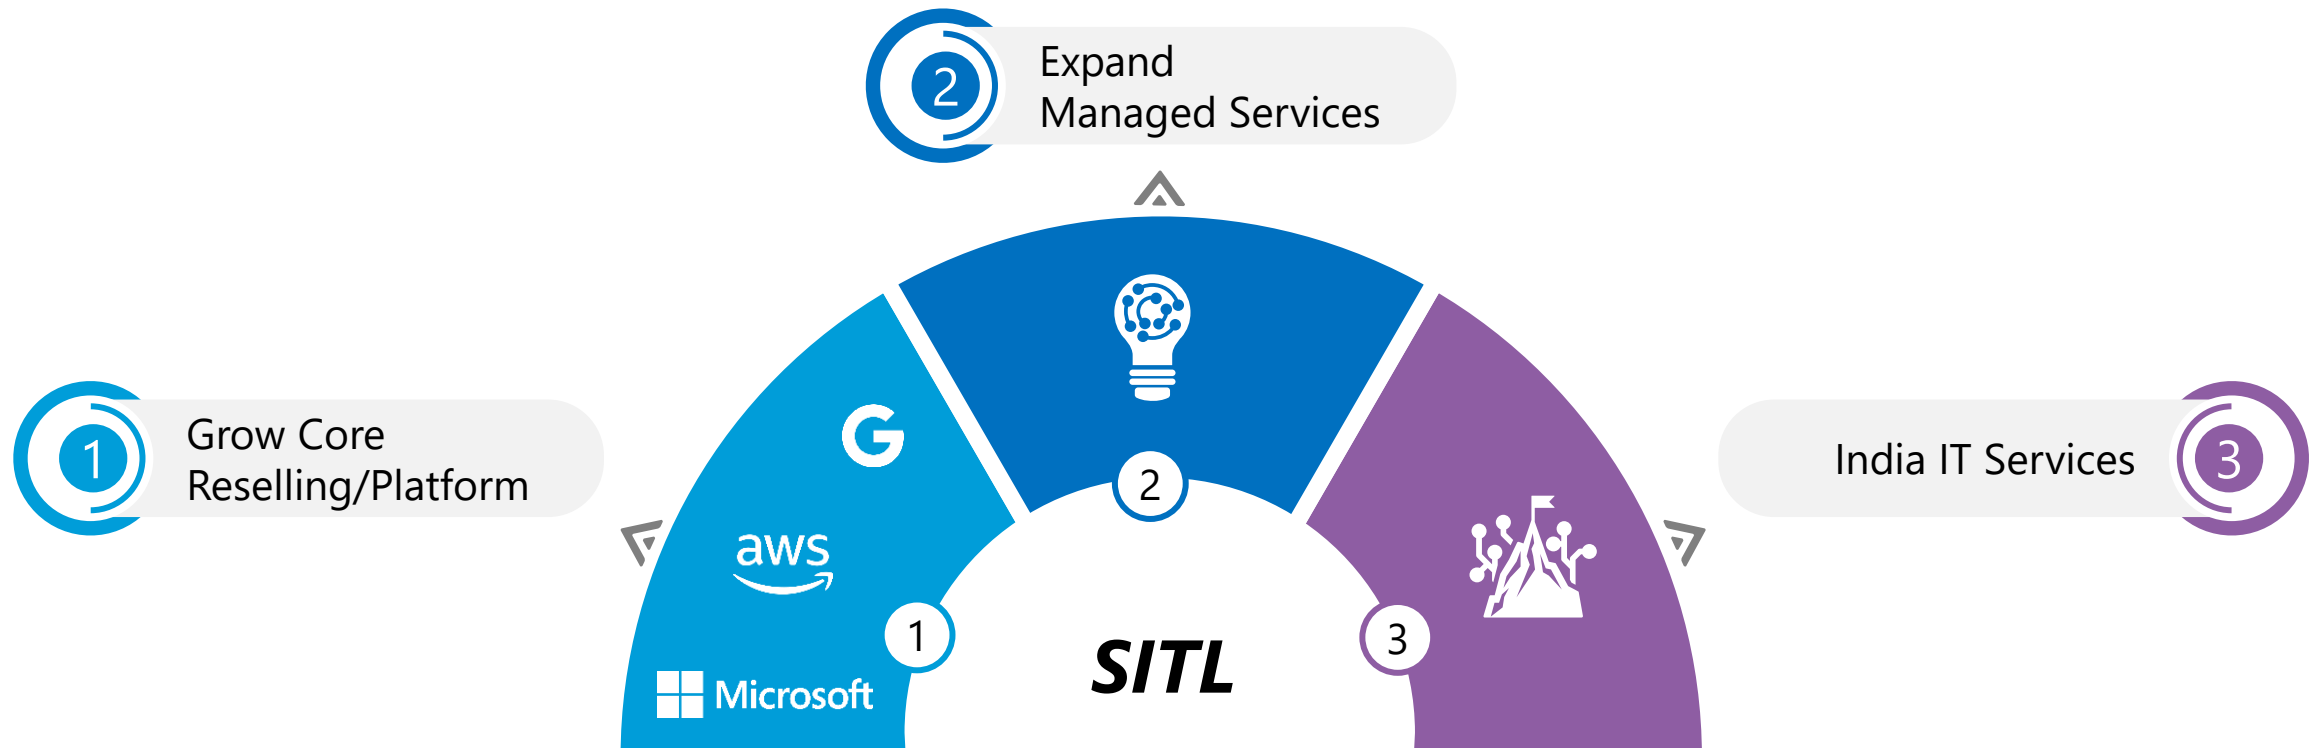 2
Expand
Managed Services
1
Grow Core
Reselling/Platform
India IT Services
3
G
aws
Microsoft
2
1
3
SITL